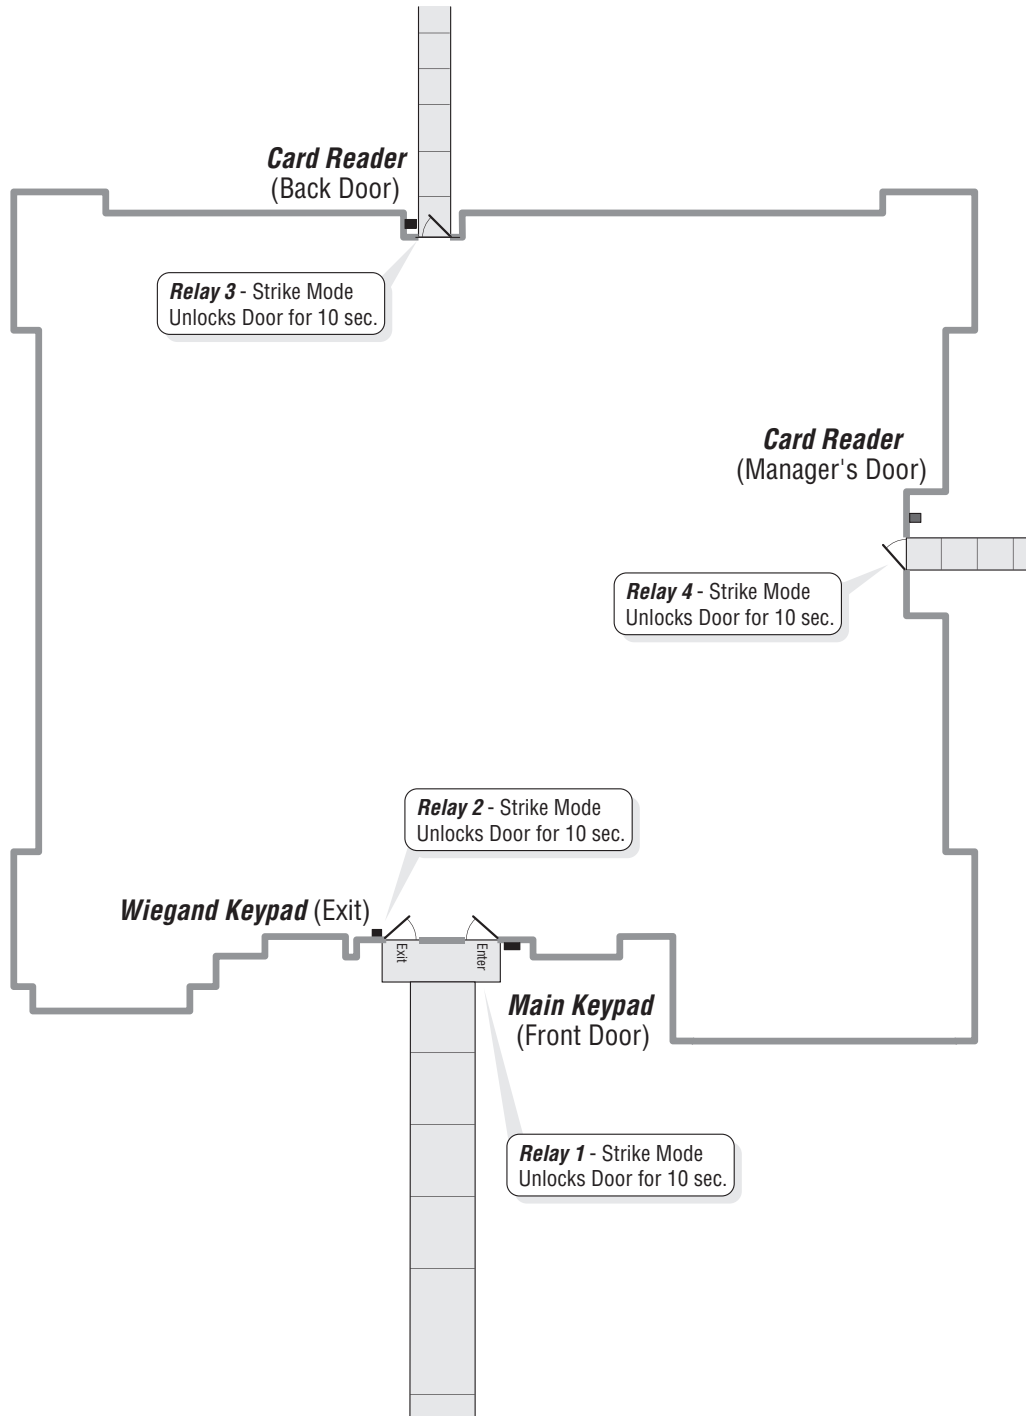 Card Reader
(Back Door)
Relay 3 - Strike Mode
Unlocks Door for 10 sec.
Card Reader
(Manager's Door)
Relay 4 - Strike Mode
Unlocks Door for 10 sec.
Relay 2 - Strike Mode
Unlocks Door for 10 sec.
Wiegand Keypad (Exit)
Exit
Enter
Main Keypad
(Front Door)
Relay 1 - Strike Mode
Unlocks Door for 10 sec.